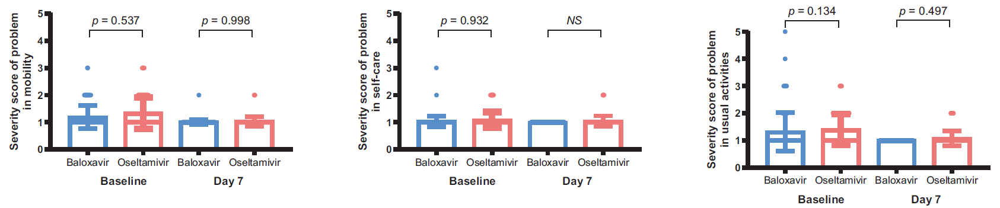 Severity score of problem
in mobility
5
4
3
2
1
0
p = 0.537
p = 0.998
Baloxavir
Oseltamivir
Baloxavir
Oseltamivir
Baseline
Day 7
Severity score of problem
in self-care
5
4
3
2
1
0
p = 0.932
NS
Baloxavir
Oseltamivir
Baloxavir
Oseltamivir
Baseline
Day 7
Severity score of problem
in usual activities
5
4
3
2
1
0
p = 0.134
p = 0.497
Baloxavir
Oseltamivir
Baloxavir
Oseltamivir
Baseline
Day 7